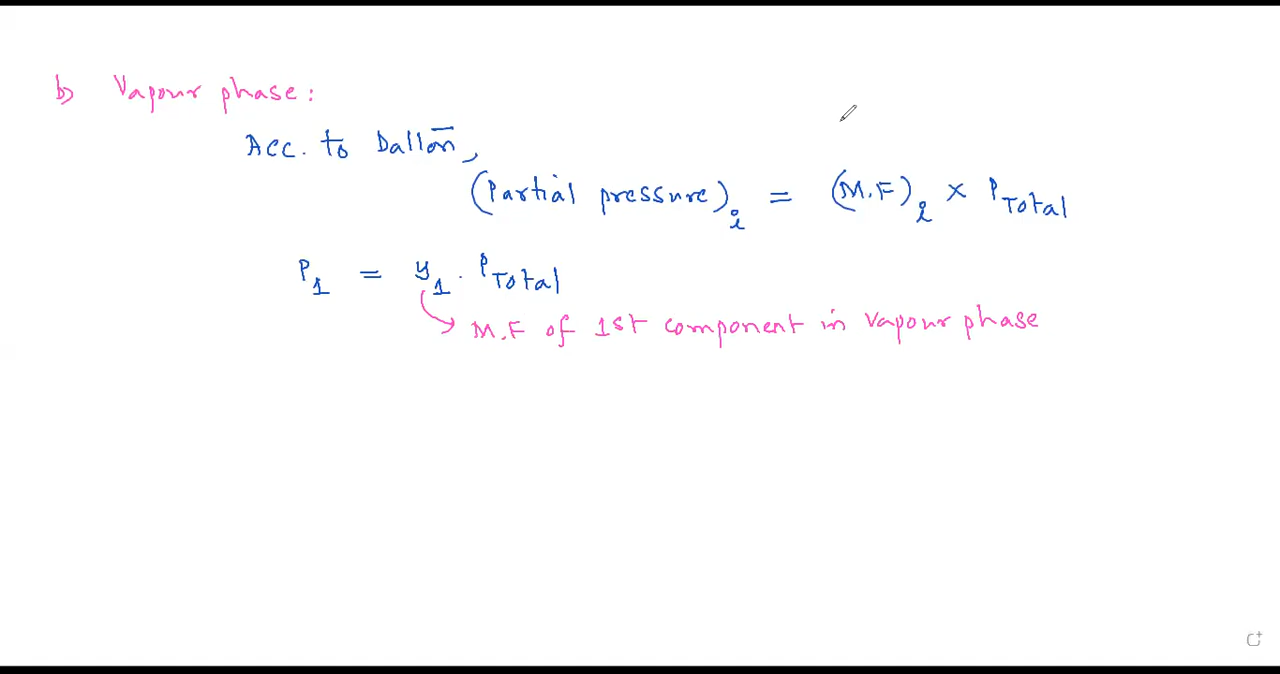 b) Vapour phase :
Acc. to Dalton,
(Partial pressure)i = (M.F)i × PTotal
P1 = y1 . PTotal
M.F of 1st component in vapour phase